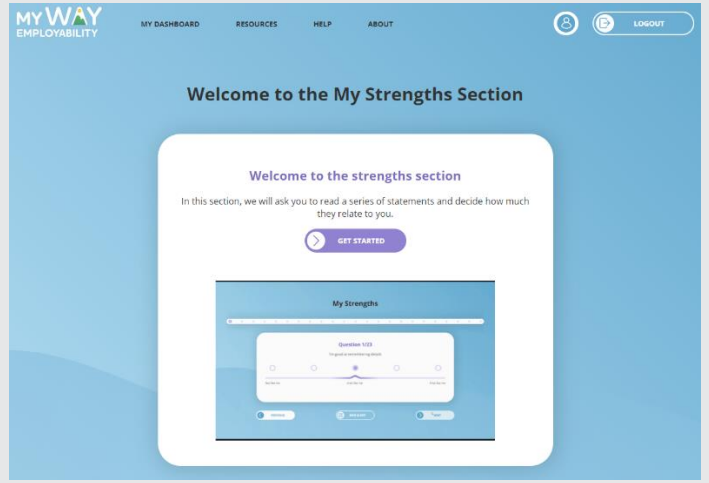 MY WAY
EMPLOYABILITY
MY DASHBOARD
RESOURCES
HELP
ABOUT
LOGOUT
Welcome to the My Strengths Section
Welcome to the strengths section
In this section, we will ask you to read a series of statements and decide how much
they relate to you.
GET STARTED
My Strengths
Question 1/23